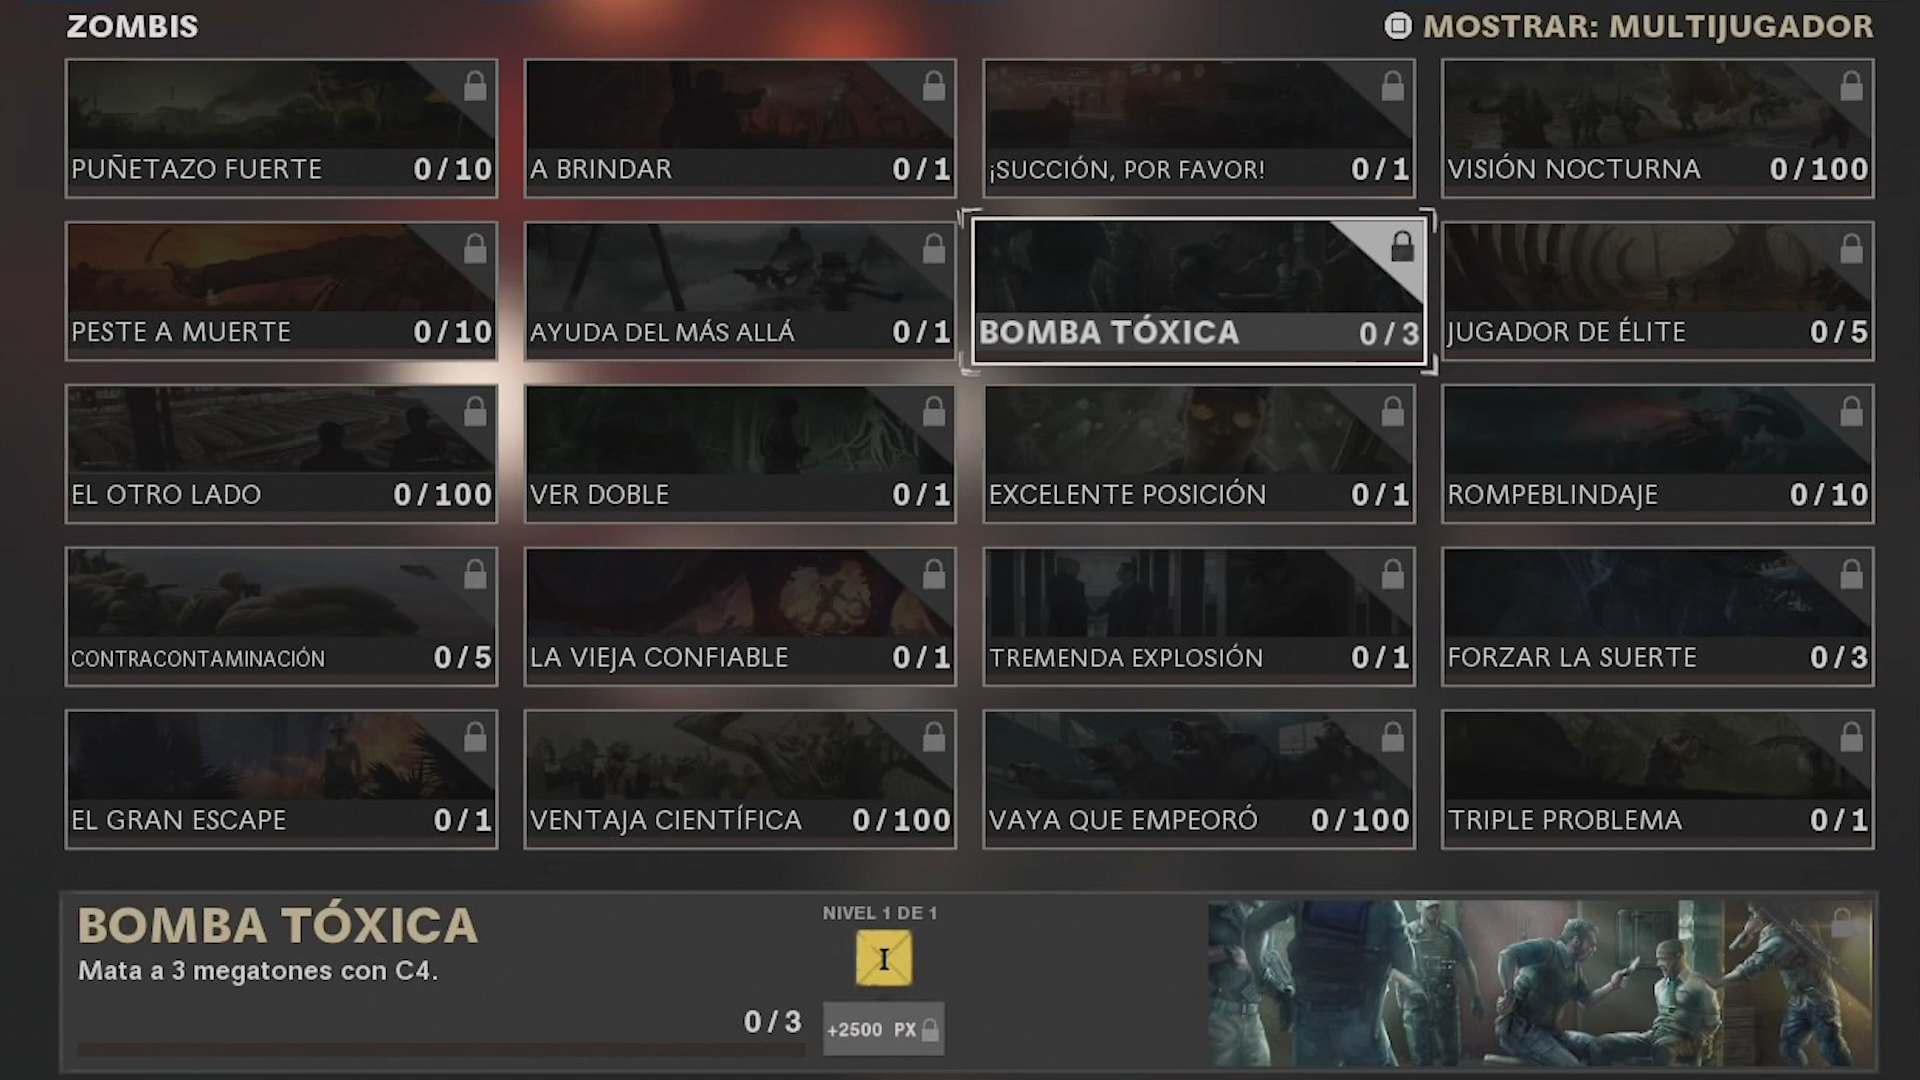 ZOMBIS
MOSTRAR: MULTIJUGADOR
PUÑETAZO FUERTE 0/10
A BRINDAR 0/1
¡SUCCIÓN, POR FAVOR! 0/1
VISIÓN NOCTURNA 0/100
PESTE A MUERTE 0/10
AYUDA DEL MÁS ALLÁ 0/1
BOMBA TÓXICA 0/3
JUGADOR DE ÉLITE 0/5
EL OTRO LADO 0/100
VER DOBLE 0/1
EXCELENTE POSICIÓN 0/1
ROMPEBLINDAJE 0/10
CONTRACONTAMINACIÓN 0/5
LA VIEJA CONFIABLE 0/1
TREMENDA EXPLOSIÓN 0/1
FORZAR LA SUERTE 0/3
EL GRAN ESCAPE 0/1
VENTAJA CIENTÍFICA 0/100
VAYA QUE EMPEORÓ 0/100
TRIPLE PROBLEMA 0/1
BOMBA TÓXICA
Mata a 3 megatones con C4.
0/3
NIVEL 1 DE 1
I
+2500 PX